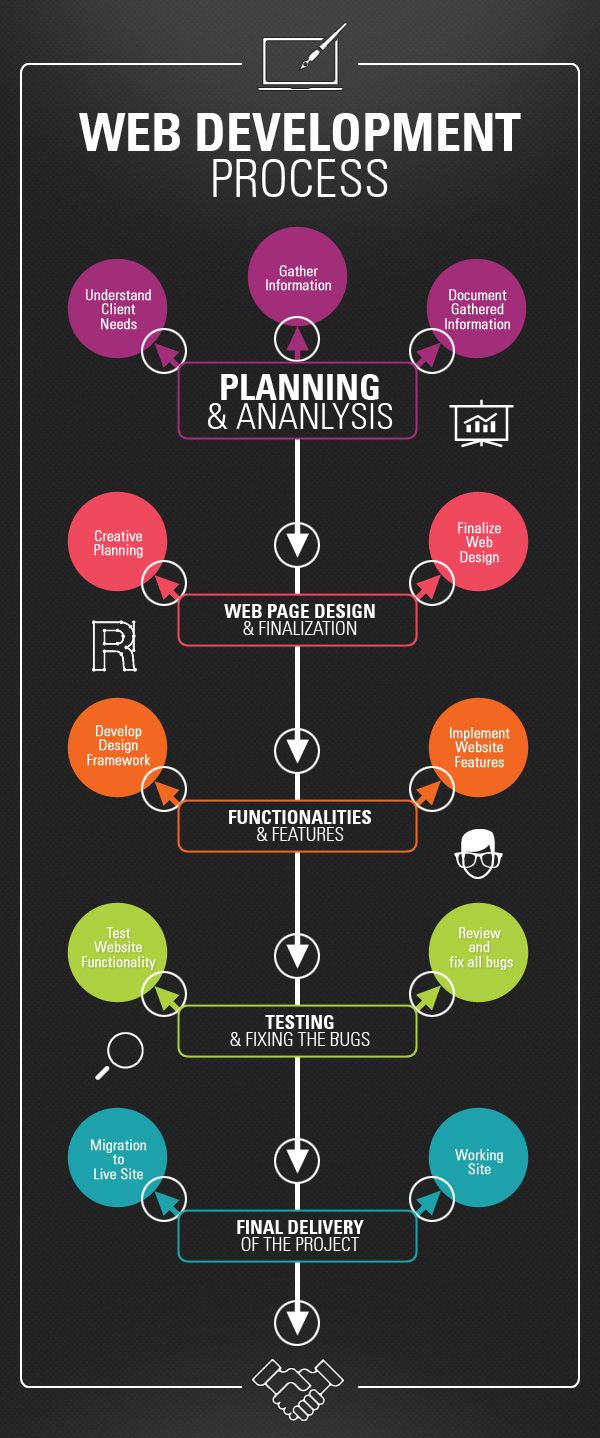 WEB DEVELOPMENT
PROCESS
Understand
Client
Needs
Gather
Information
Document
Gathered
Information
PLANNING
& ANANLYSIS
Creative
Planning
Finalize
Web
Design
WEB PAGE DESIGN
& FINALIZATION
R
Develop
Design
Framework
Implement
Website
Features
FUNCTIONALITIES
& FEATURES
Test
Website
Functionality
Review
and
fix all bugs
TESTING
& FIXING THE BUGS
Migration
to
Live Site
Working
Site
FINAL DELIVERY
OF THE PROJECT